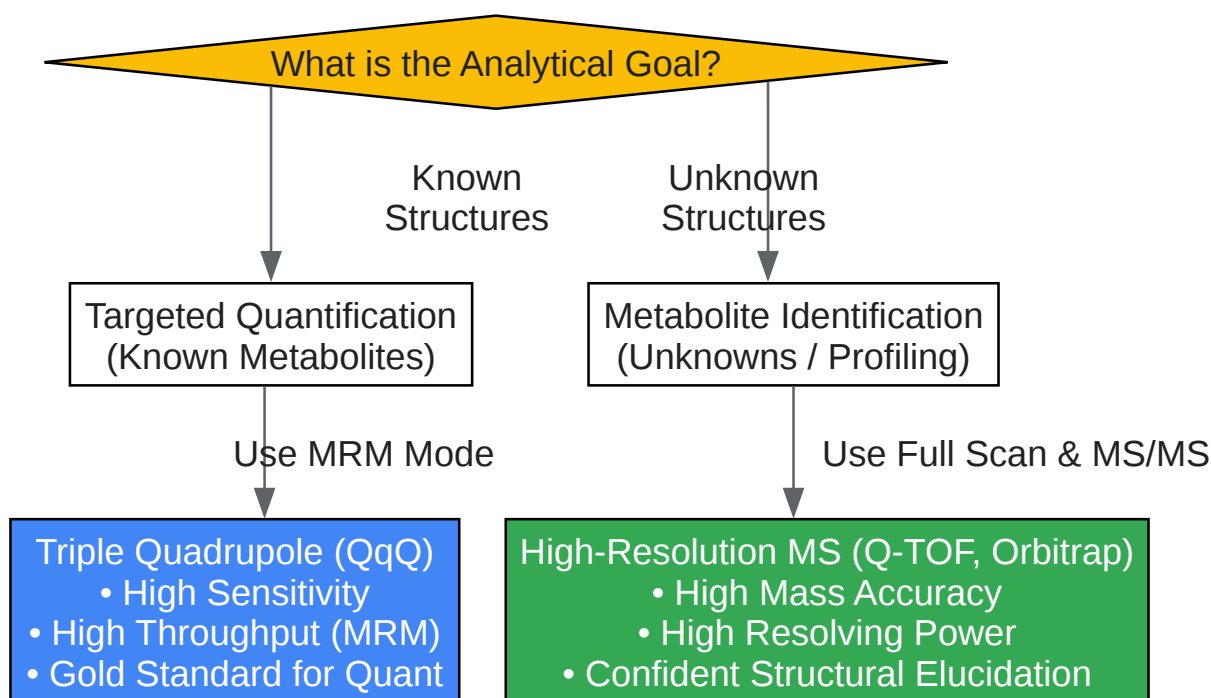 What is the Analytical Goal?
Known
Structures
Unknown
Structures
Targeted Quantification
(Known Metabolites)
Metabolite Identification
(Unknowns / Profiling)
Use MRM Mode
Use Full Scan & MS/MS
Triple Quadrupole (QqQ)
• High Sensitivity
• High Throughput (MRM)
• Gold Standard for Quant
High-Resolution MS (Q-TOF, Orbitrap)
• High Mass Accuracy
• High Resolving Power
• Confident Structural Elucidation